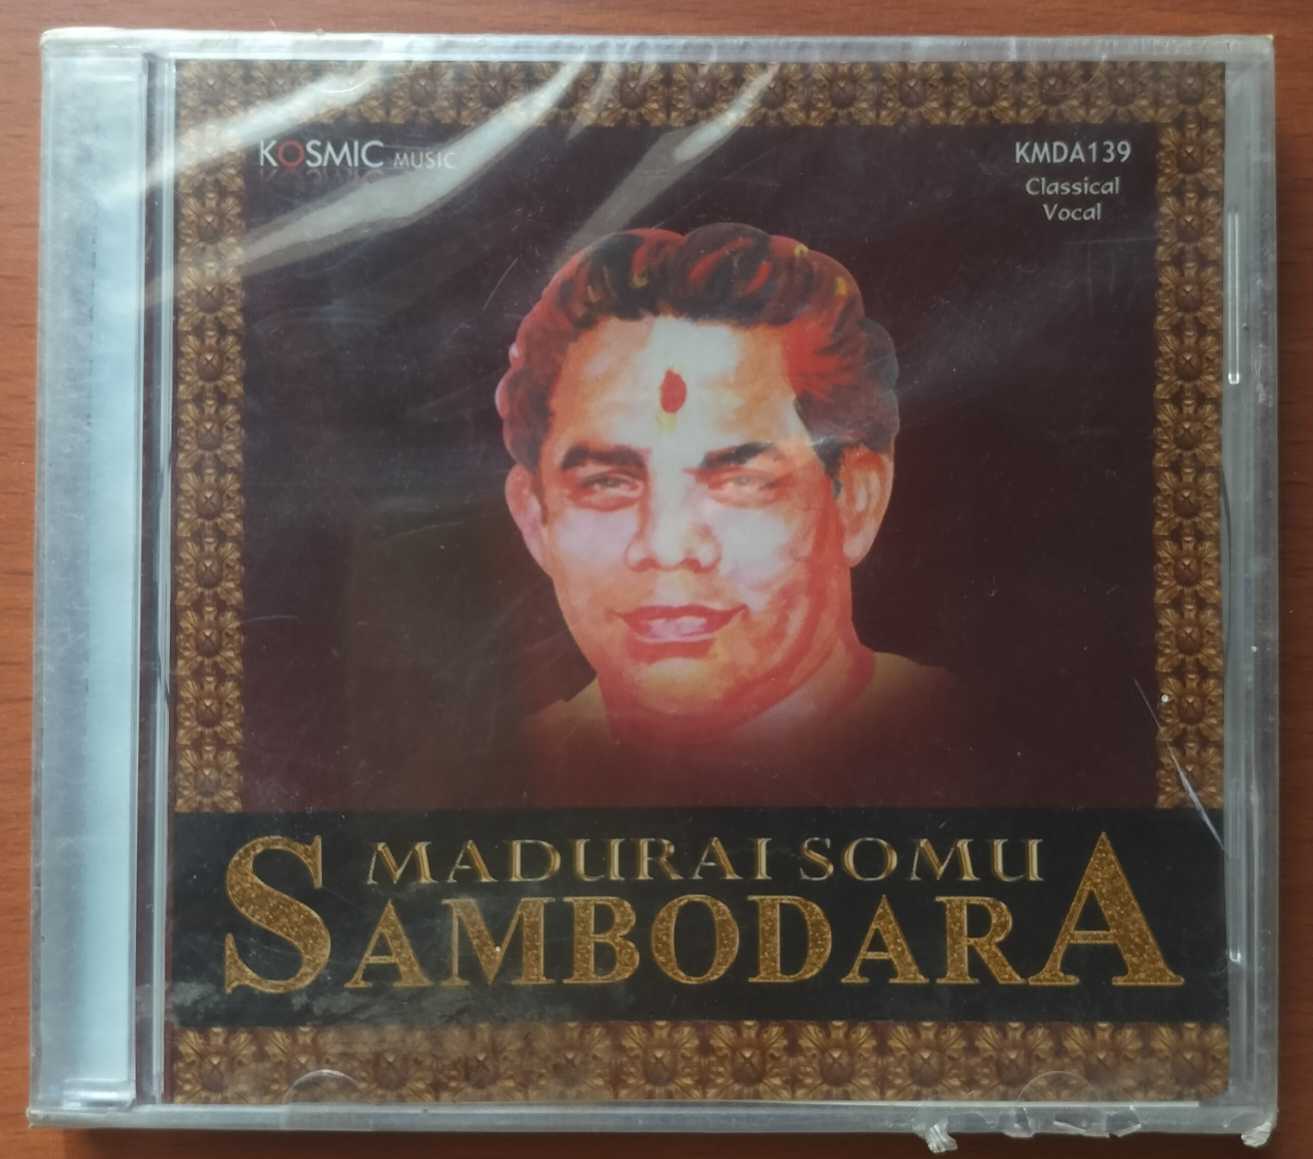 KOSMIC MUSIC
KMDA139
Classical
Vocal
MADURAI SOMU
SAMBODARA